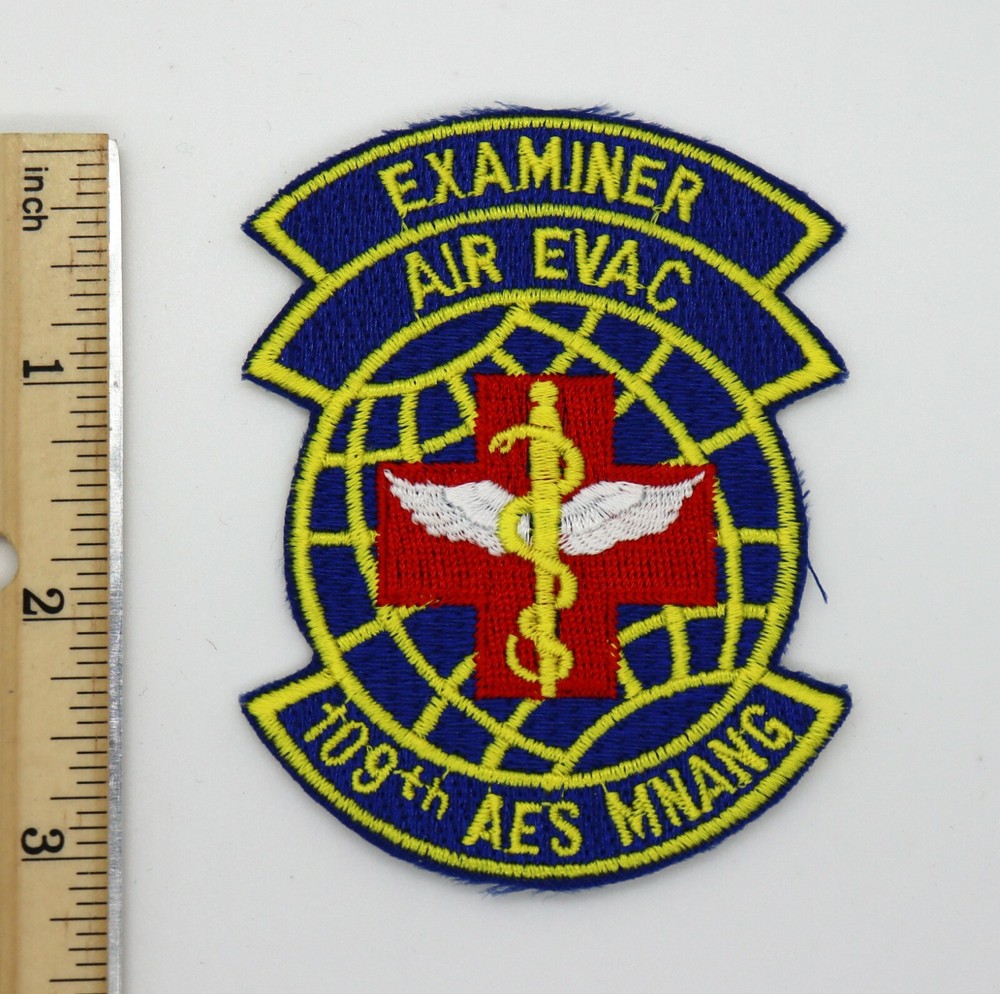 EXAMINER
AIR EVAC
109th AES MNANG
inch
1
2
3